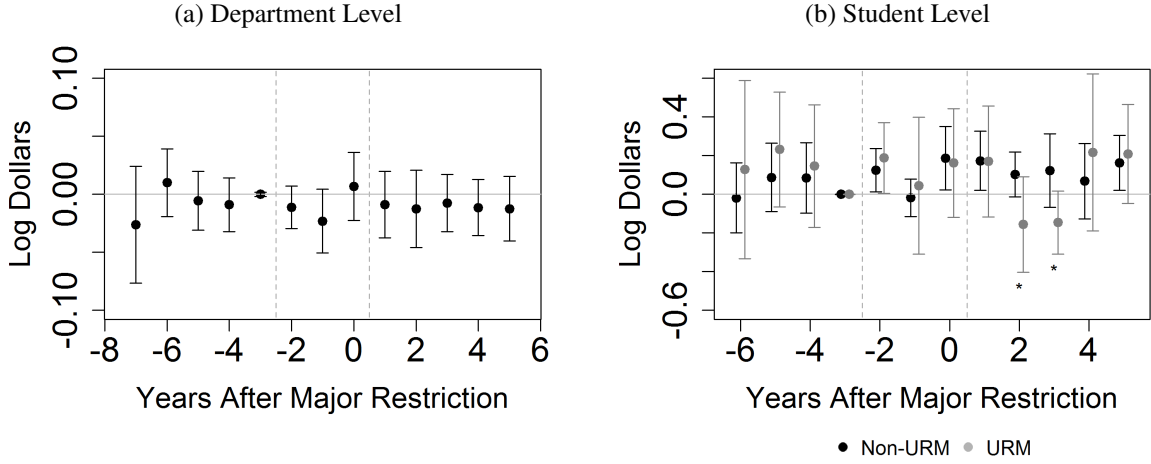 (a) Department Level
Log Dollars
0.10
0.00
-0.10
-8 -6 -4 -2 0 2 4 6
Years After Major Restriction
(b) Student Level
Log Dollars
0.4
0.0
-0.6
* *
-6 -4 -2 0 2 4
Years After Major Restriction
Non-URM URM